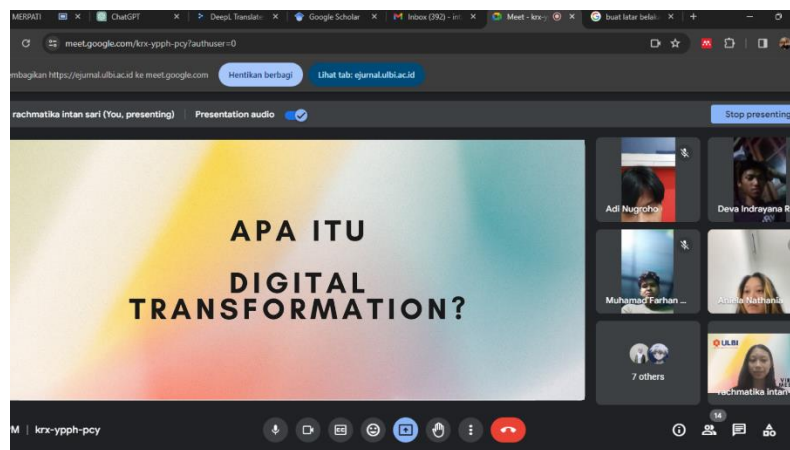 MERPATI
ChatGPT
DeepL Translate
Google Scholar
Inbox (392) - int
Meet - krx-y
buat latar belak
meet.google.com/krx-ypph-pcy?authuser=0
mbagikan https://ejurnal.ulbi.ac.id ke meet.google.com
Hentikan berbagi
Lihat tab: ejurnal.ulbi.ac.id
rachmatika intan sari (You, presenting)
Presentation audio
Stop presenting
APA ITU
DIGITAL
TRANSFORMATION?
Adi Nugroho
Deva Indrayana R
Muhamad Farhan ...
Aniela Nathania
7 others
ULBI
rachmatika intan
M | krx-ypph-pcy
14